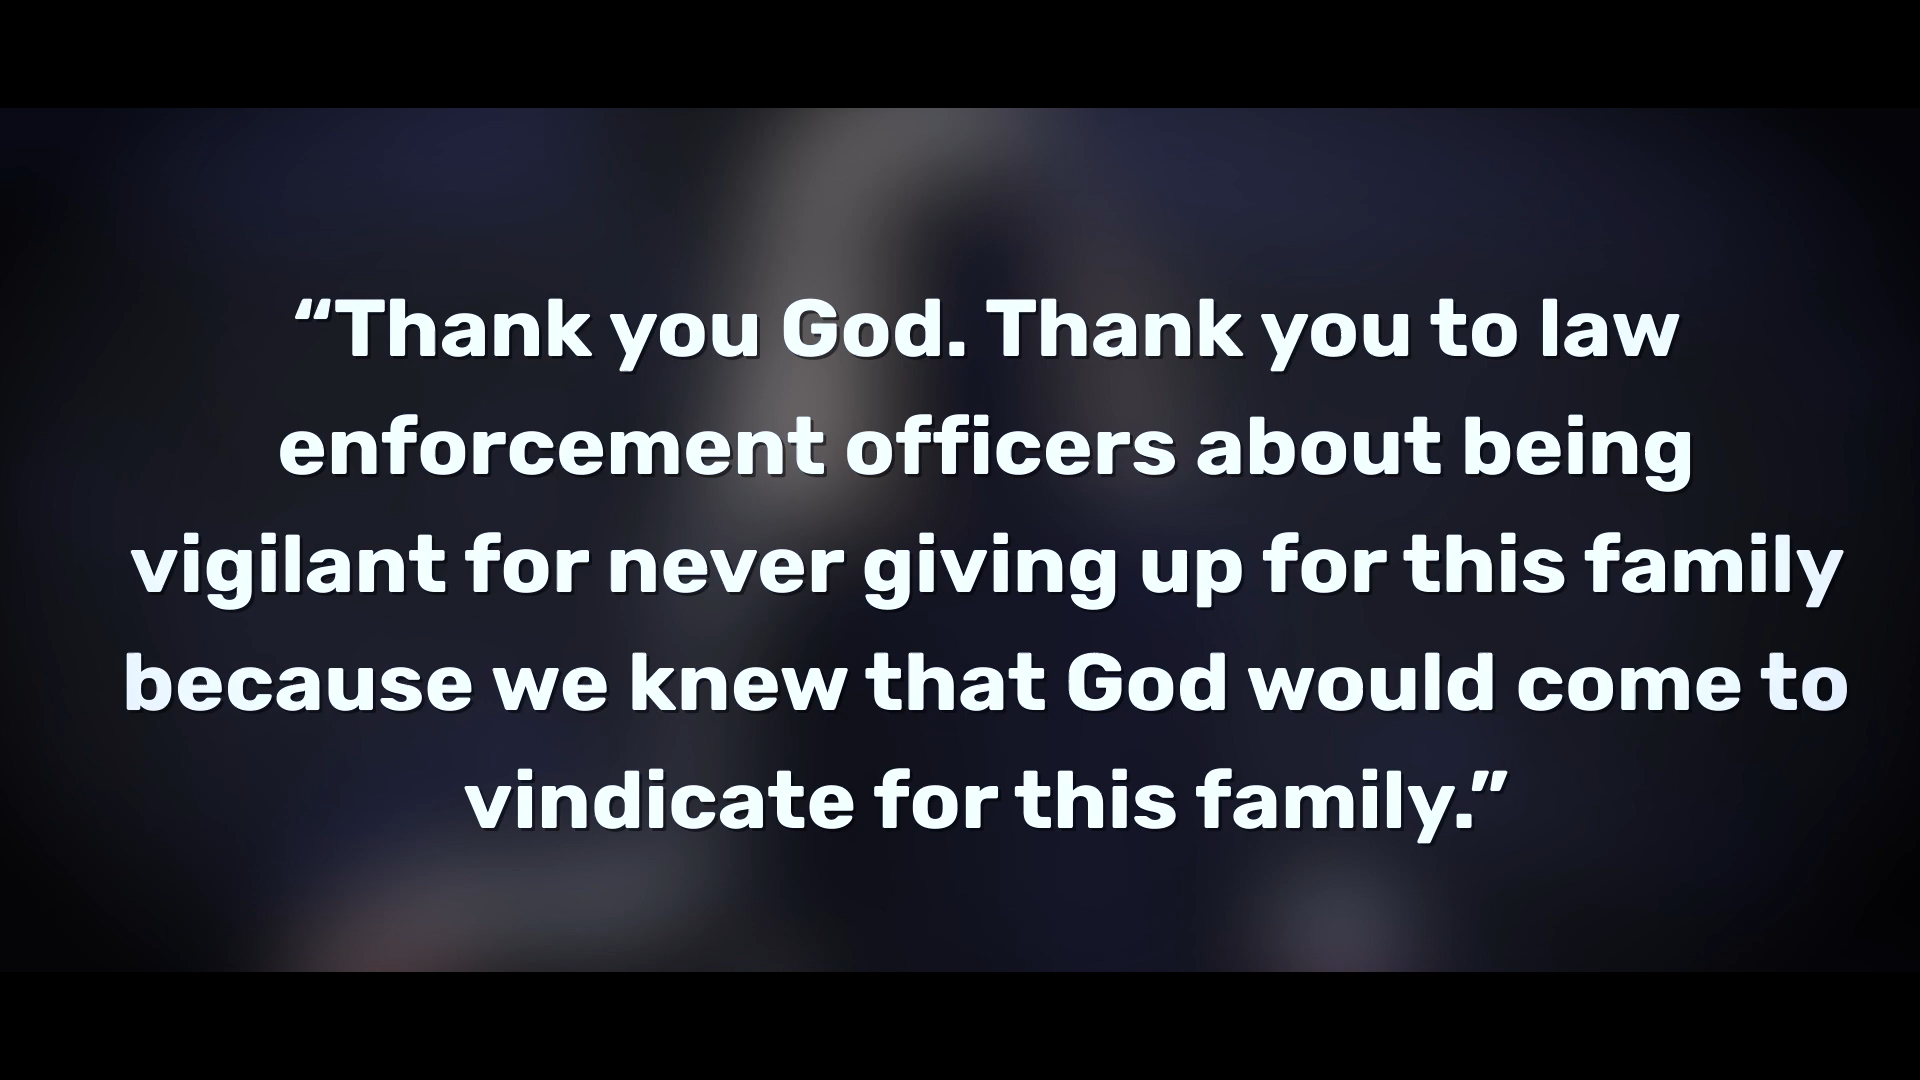 “Thank you God. Thank you to law
enforcement officers about being
vigilant for never giving up for this family
because we knew that God would come to
vindicate for this family.”